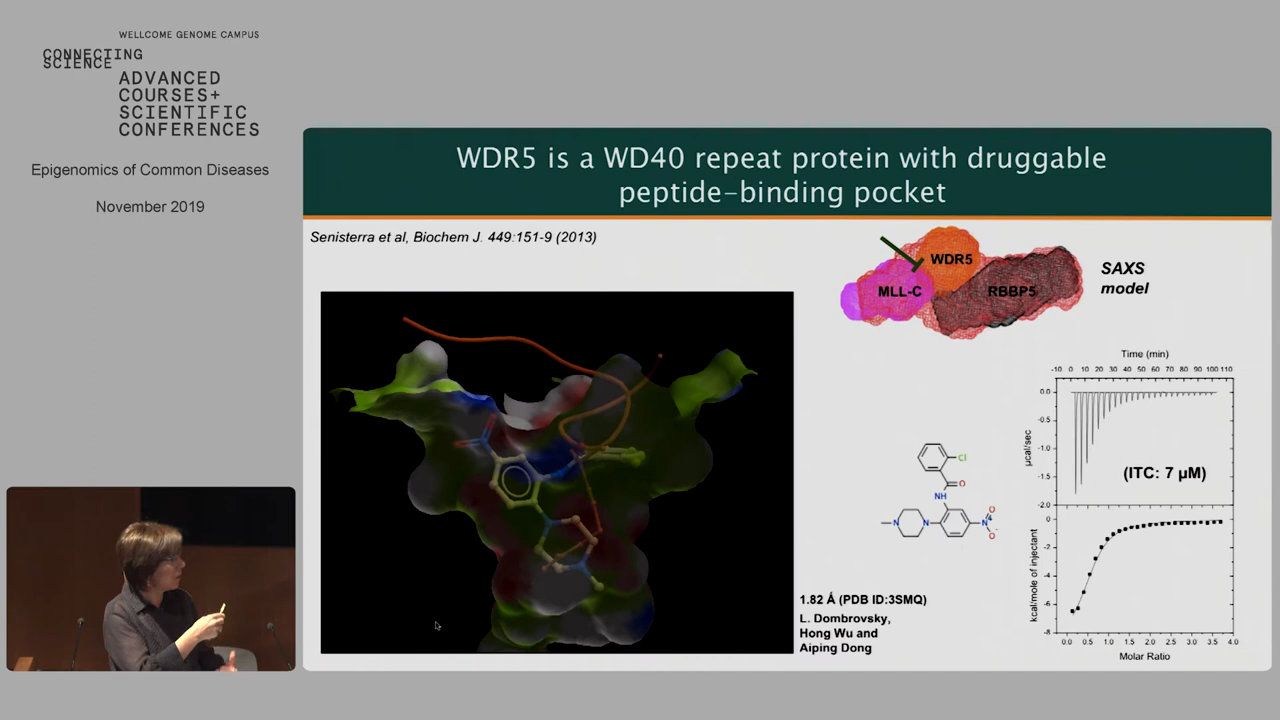 WELLCOME GENOME CAMPUS
CONNECTING
SCIENCE
ADVANCED
COURSES+
SCIENTIFIC
CONFERENCES
Epigenomics of Common Diseases
November 2019
WDR5 is a WD40 repeat protein with druggable
peptide-binding pocket
Senisterra et al, Biochem J. 449:151-9 (2013)
WDR5
MLL-C
RBBP5
SAXS
model
Time (min)
-10 0 10 20 30 40 50 60 70 80 90 100 110
0.0
-0.5
-1.0
-1.5
-2.0
µcal/sec
(ITC: 7 µM)
Cl
O
NH
N
N
N
O
O
0
-2
-4
-6
-8
kcal/mole of injectant
0.0 0.5 1.0 1.5 2.0 2.5 3.0 3.5 4.0
Molar Ratio
1.82 Å (PDB ID:3SMQ)
L. Dombrovsky,
Hong Wu and
Aiping Dong